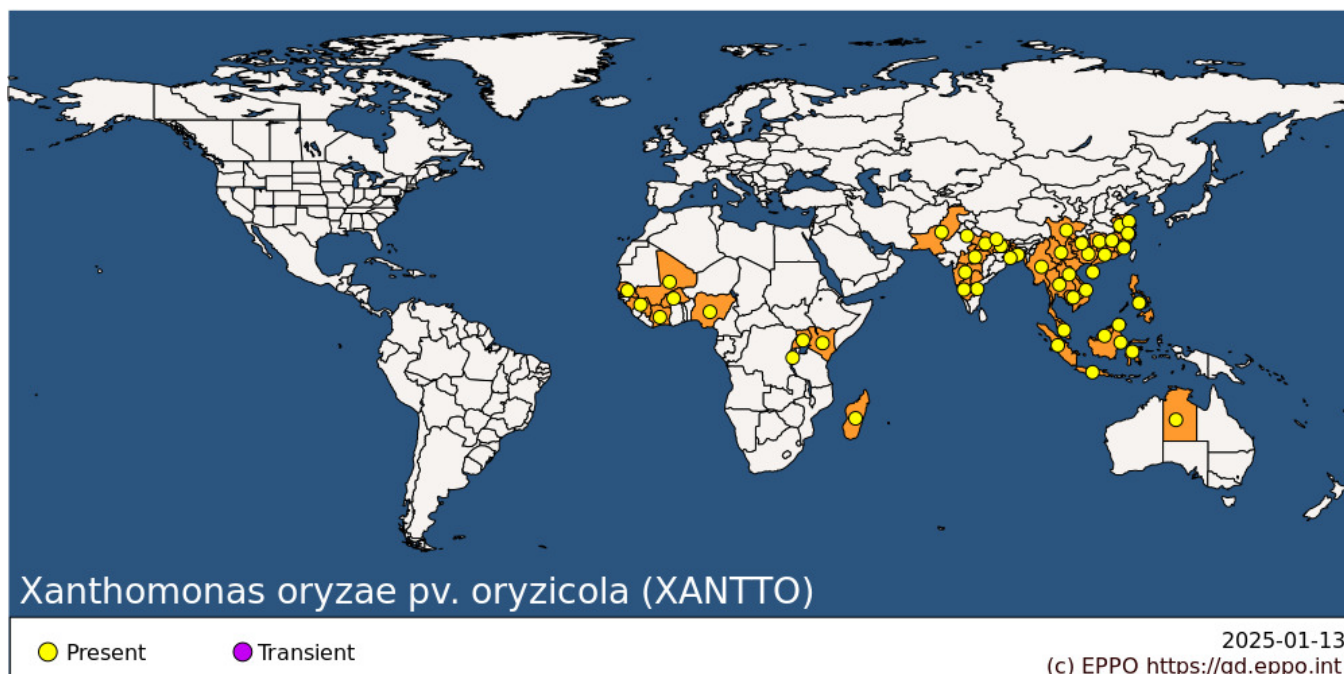 Xanthomonas oryzae pv. oryzicola (XANTTO)
Present
Transient
2025-01-13
(c) EPPO https://gd.eppo.int